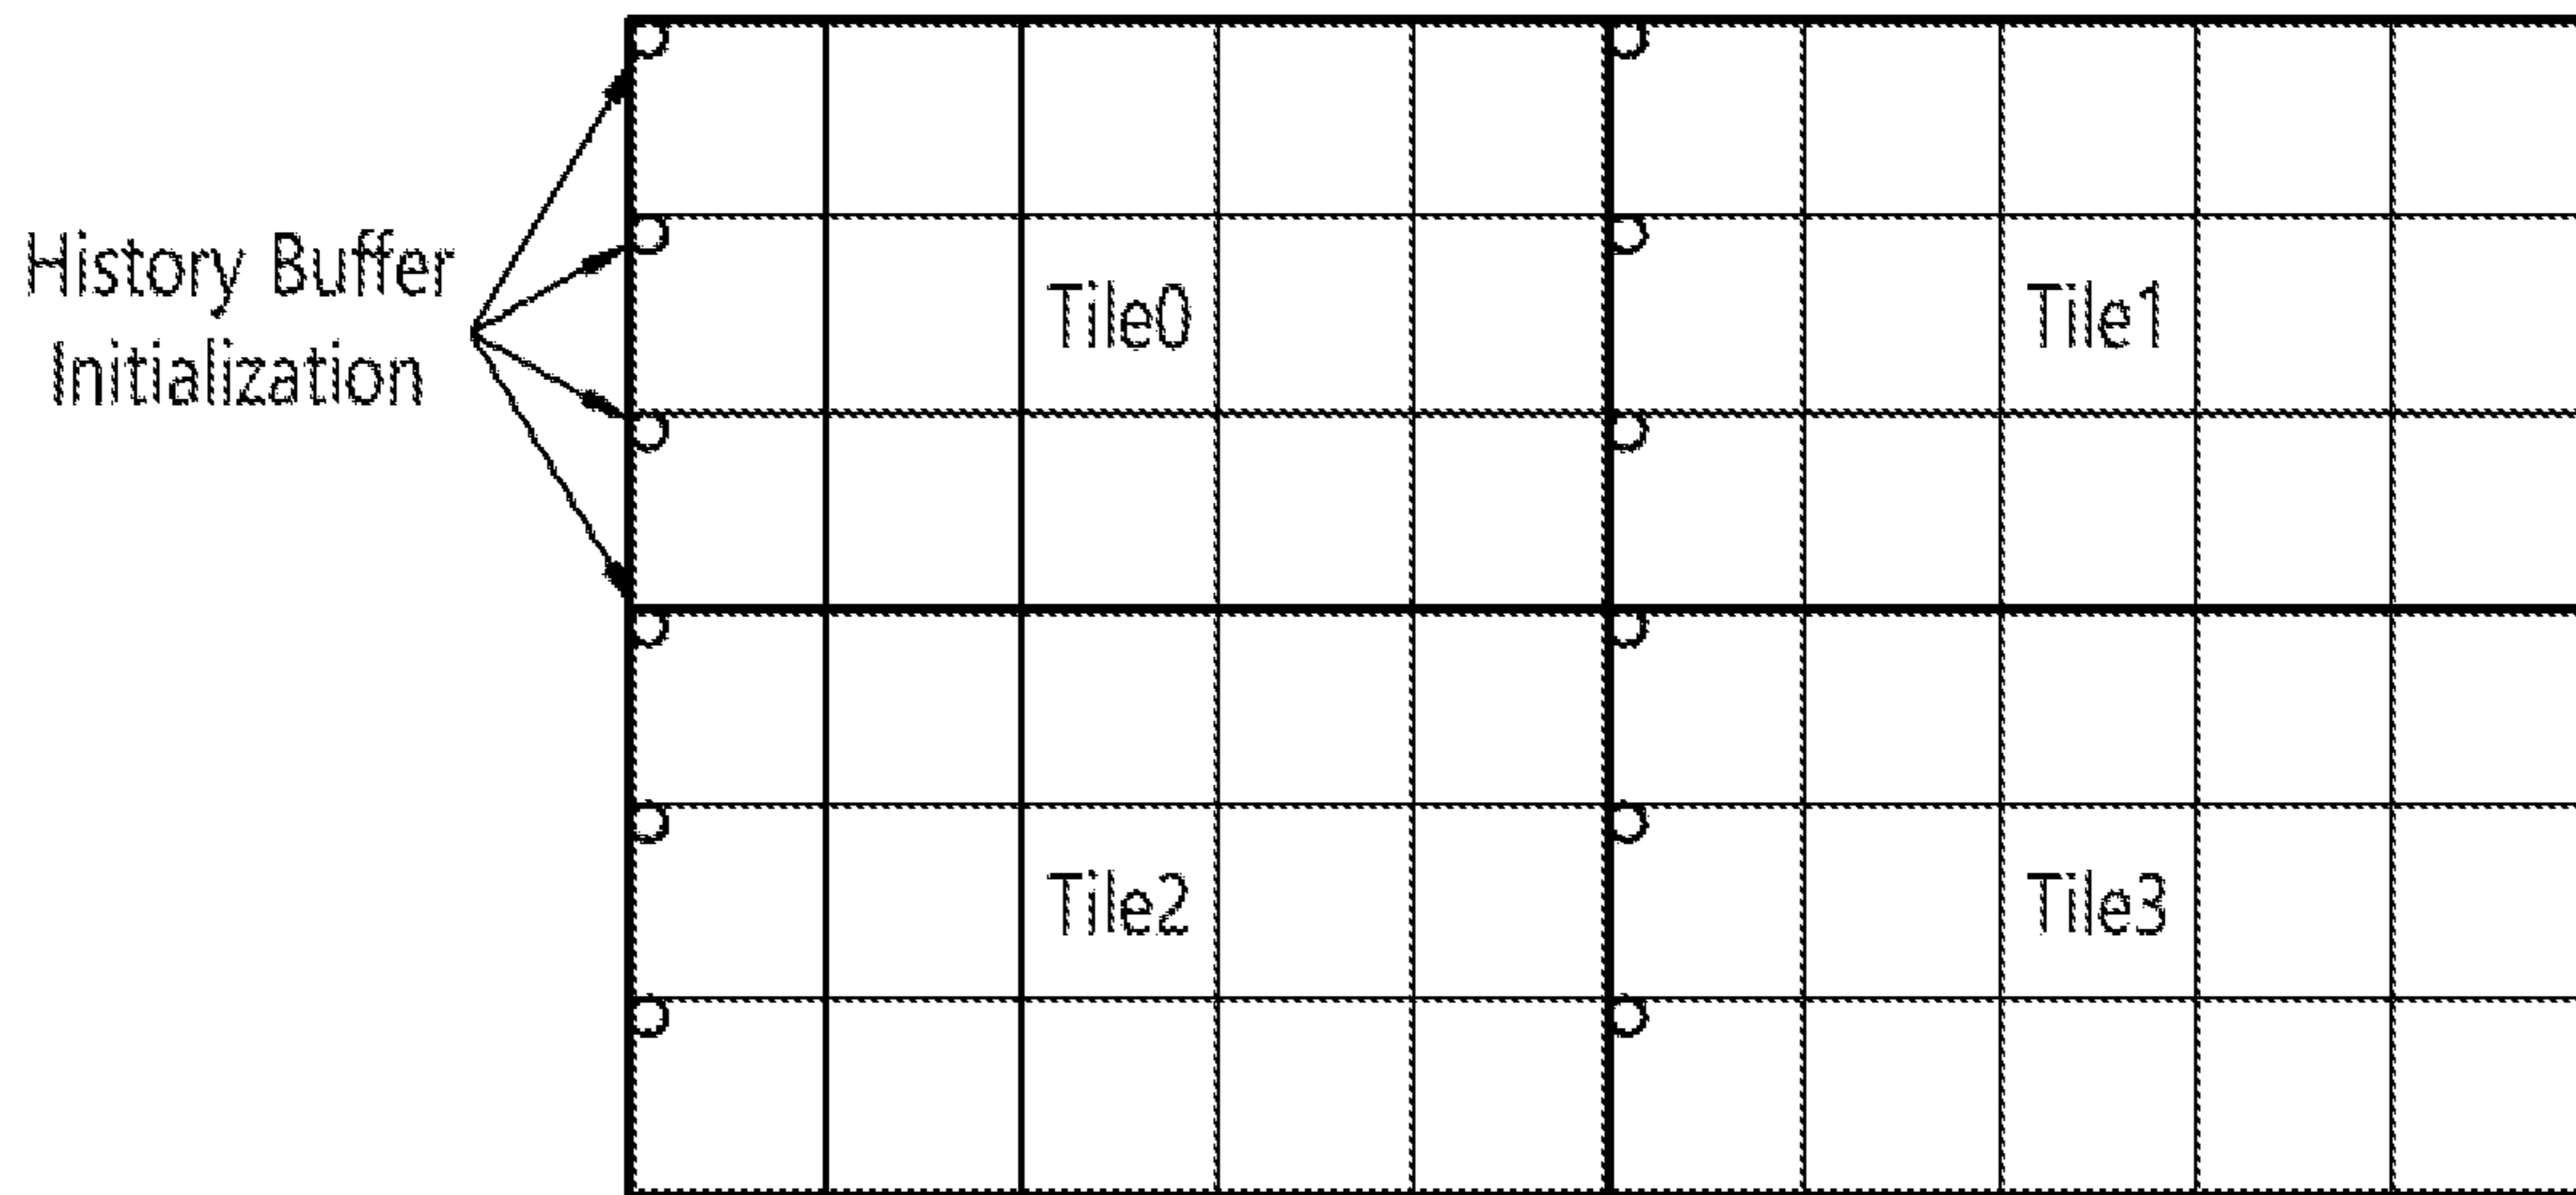 History Buffer
Initialization
Tile0
Tile1
Tile2
Tile3